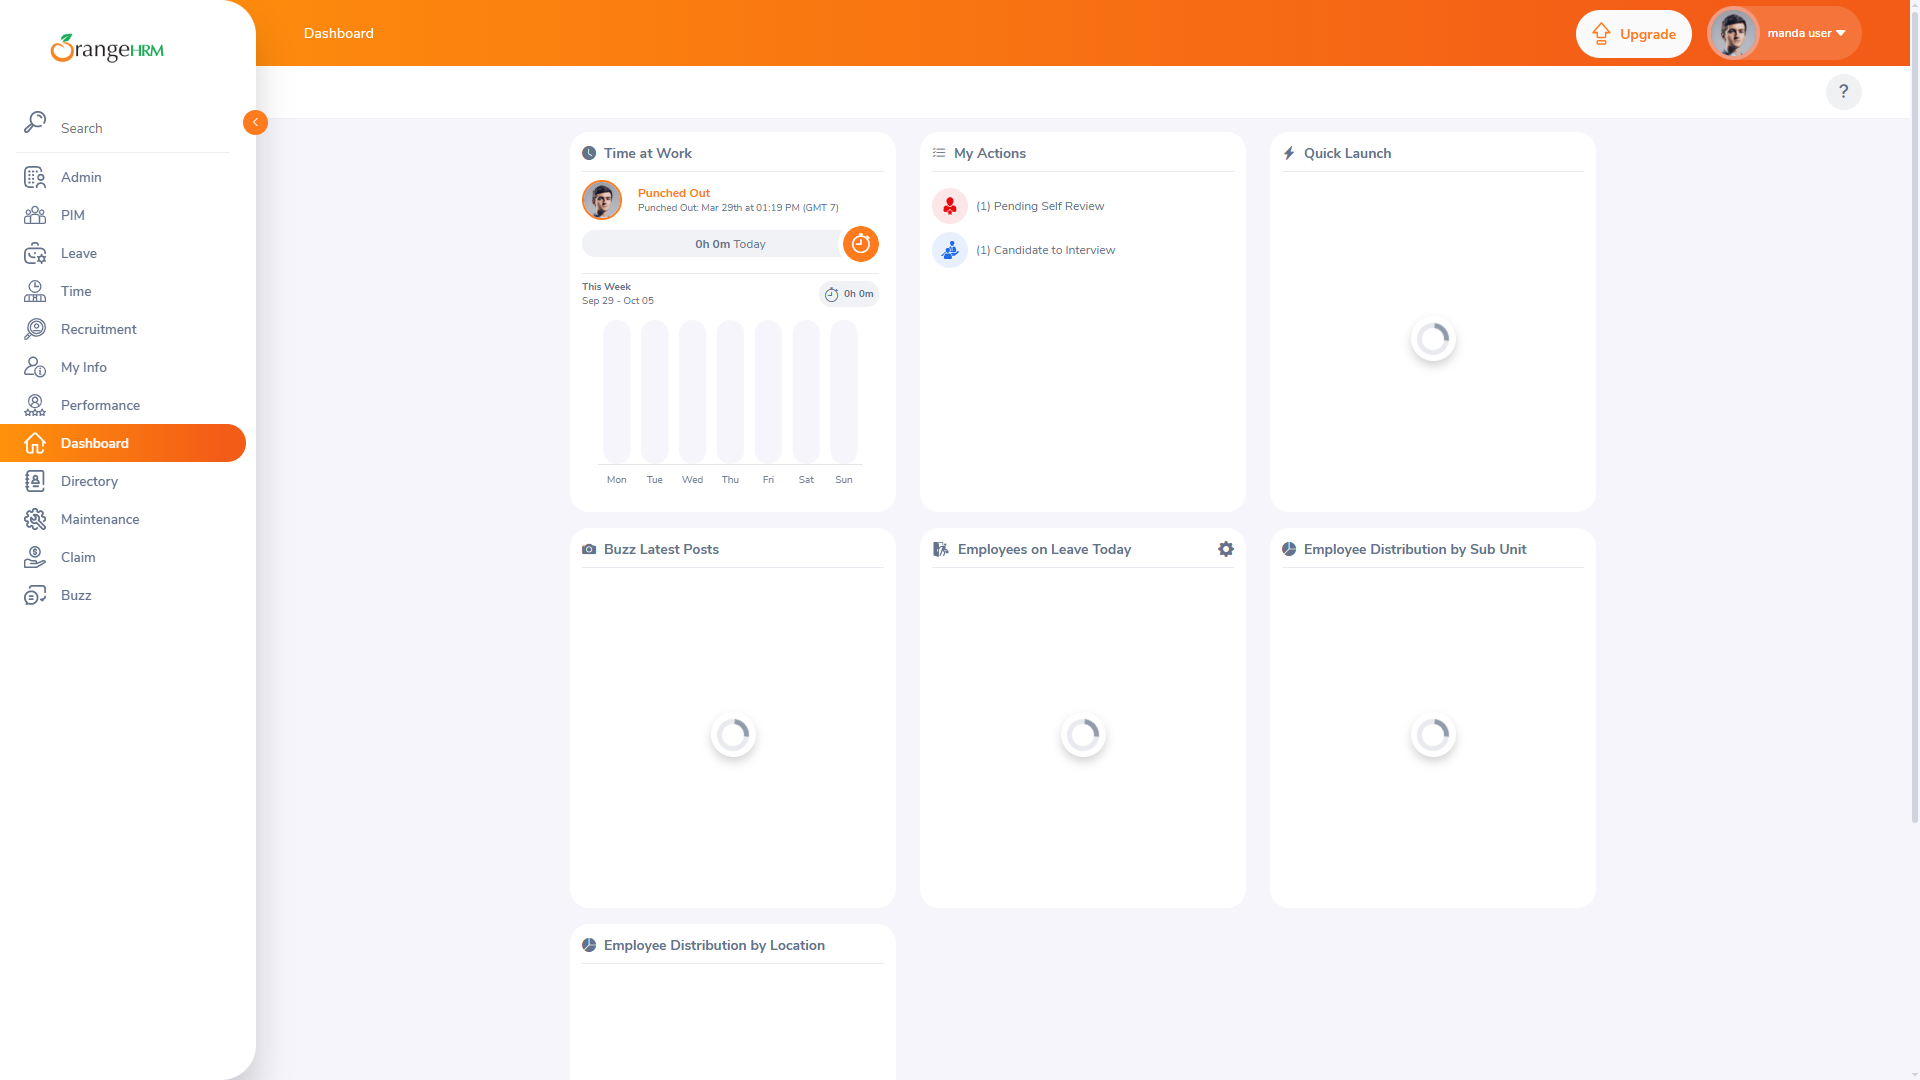 OrangeHRM
Dashboard
Upgrade
manda user
?
Search
Admin
PIM
Leave
Time
Recruitment
My Info
Performance
Dashboard
Directory
Maintenance
Claim
Buzz
Time at Work
Punched Out
Punched Out: Mar 29th at 01:19 PM (GMT 7)
0h 0m Today
This Week
Sep 29 - Oct 05
0h 0m
Mon Tue Wed Thu Fri Sat Sun
My Actions
(1) Pending Self Review
(1) Candidate to Interview
Quick Launch
Buzz Latest Posts
Employees on Leave Today
Employee Distribution by Sub Unit
Employee Distribution by Location